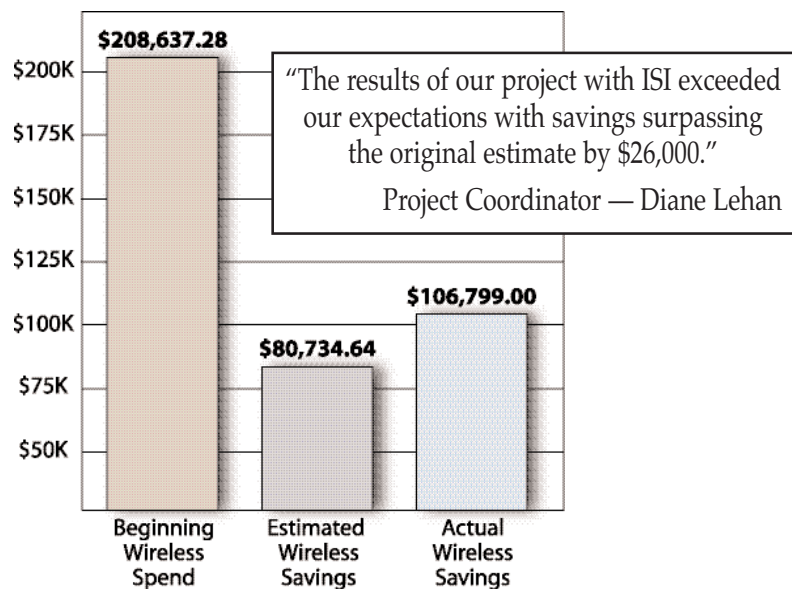 $208,637.28
$200K
$175K
$150K
$125K
$100K
$75K
$50K
“The results of our project with ISI exceeded
our expectations with savings surpassing
the original estimate by $26,000.”
Project Coordinator — Diane Lehan
$80,734.64
$106,799.00
Beginning
Wireless
Spend
Estimated
Wireless
Savings
Actual
Wireless
Savings